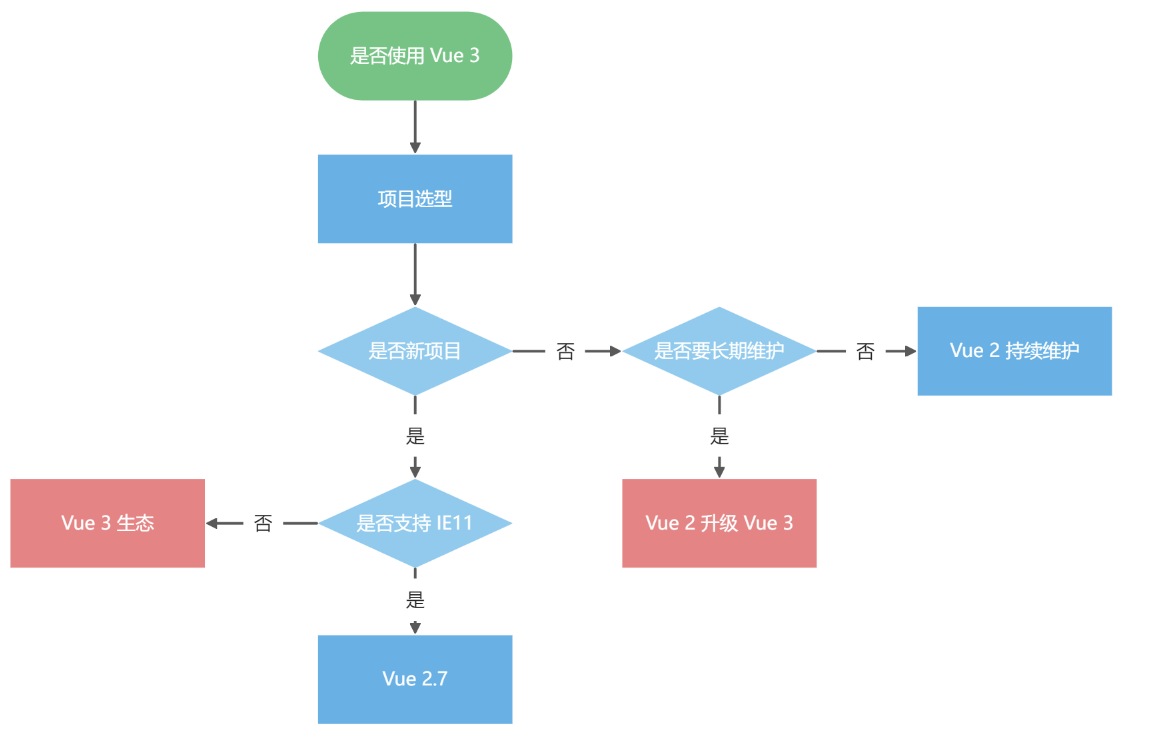 是否使用 Vue 3
项目选型
是否新项目
否
是否要长期维护
否
Vue 2 持续维护
是
是
Vue 3 生态
否
是否支持 IE11
Vue 2 升级 Vue 3
是
Vue 2.7